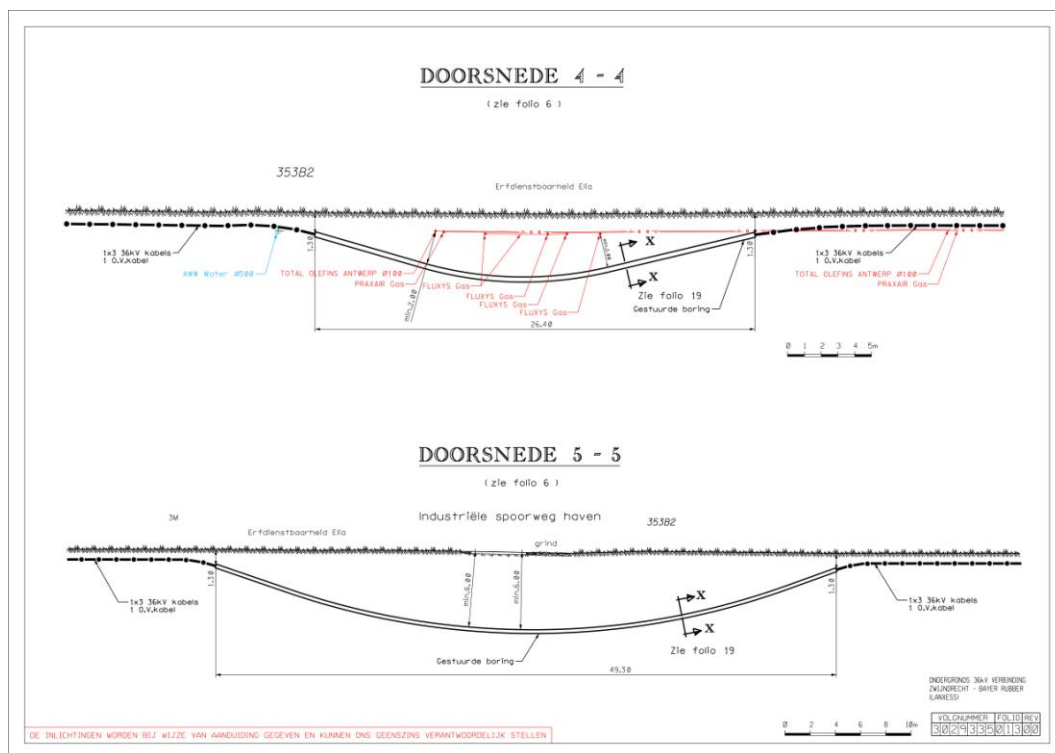 DOORSNEDE 4 - 4
( zie folio 6 )
353B2
Erfdienstbaarheid Elia
1.30
1.30
1x3 36kV kabels
1 O.V.kabel
AWW Water Ø300
TOTAL OLEFINS ANTWERP Ø100
PRAXAIR Gas
min.2.00
FLUXYS Gas
FLUXYS Gas
FLUXYS Gas
FLUXYS Gas
X
X
Zie folio 19
Gestuurde boring
1x3 36kV kabels
1 O.V.kabel
TOTAL OLEFINS ANTWERP Ø100
PRAXAIR Gas
26.40
0 1 2 3 4 5m
DOORSNEDE 5 - 5
( zie folio 6 )
3M
Erfdienstbaarheid Elia
Industriële spoorweg haven
353B2
grind
1.30
1.30
1x3 36kV kabels
1 O.V.kabel
min.6.00
min.6.00
X
X
Zie folio 19
Gestuurde boring
1x3 36kV kabels
1 O.V.kabel
49.30
0 2 4 6 8 10m
ONDERGRONDS 36kV VERBINDING
ZWIJNDRECHT - BAYER RUBBER
(LANXESS)
VOLGNUMMER FOLIO REV
3029335 013 00
DE INLICHTINGEN WORDEN BIJ WIJZE VAN AANDUIDING GEGEVEN EN KUNNEN ONS GEENSZINS VERANTWOORDELIJK STELLEN